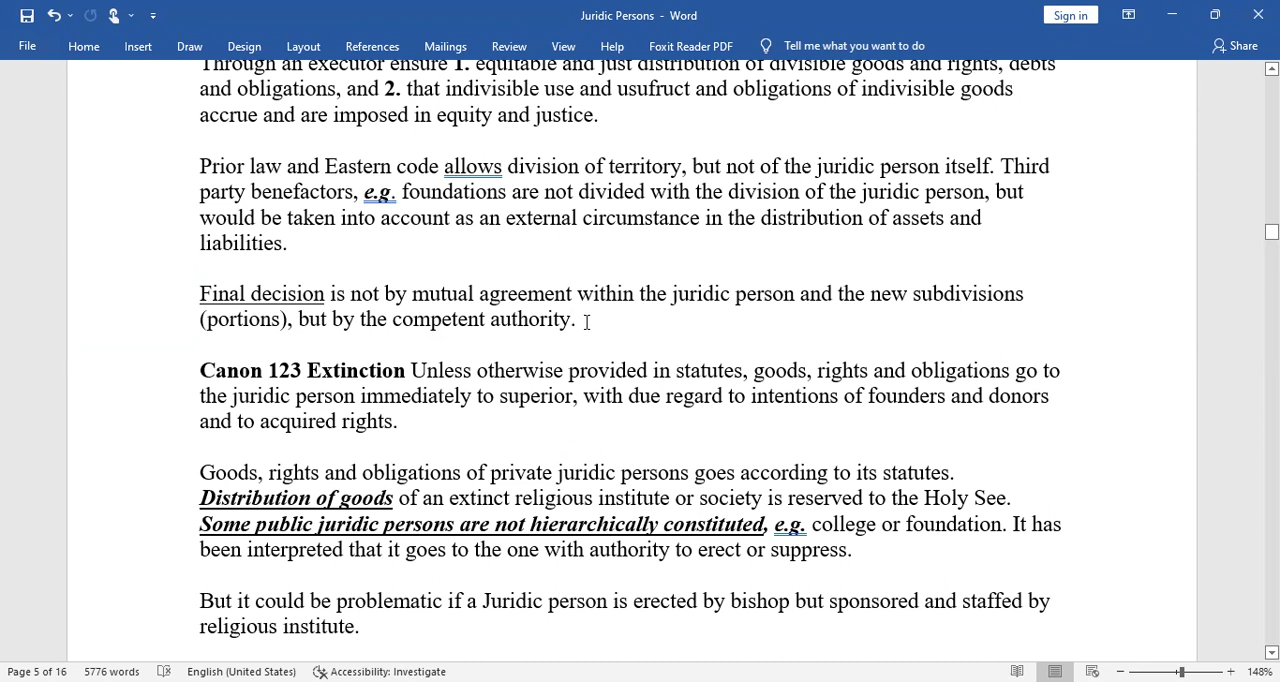 Juridic Persons - Word
Sign in
File Home Insert Draw Design Layout References Mailings Review View Help Foxit Reader PDF Tell me what you want to do Share
Through an executor ensure 1. equitable and just distribution of divisible goods and rights, debts
and obligations, and 2. that indivisible use and usufruct and obligations of indivisible goods
accrue and are imposed in equity and justice.
Prior law and Eastern code allows division of territory, but not of the juridic person itself. Third
party benefactors, e.g. foundations are not divided with the division of the juridic person, but
would be taken into account as an external circumstance in the distribution of assets and
liabilities.
Final decision is not by mutual agreement within the juridic person and the new subdivisions
(portions), but by the competent authority.
Canon 123 Extinction Unless otherwise provided in statutes, goods, rights and obligations go to
the juridic person immediately to superior, with due regard to intentions of founders and donors
and to acquired rights.
Goods, rights and obligations of private juridic persons goes according to its statutes.
Distribution of goods of an extinct religious institute or society is reserved to the Holy See.
Some public juridic persons are not hierarchically constituted, e.g. college or foundation. It has
been interpreted that it goes to the one with authority to erect or suppress.
But it could be problematic if a Juridic person is erected by bishop but sponsored and staffed by
religious institute.
Page 5 of 16 5776 words English (United States) Accessibility: Investigate 148%